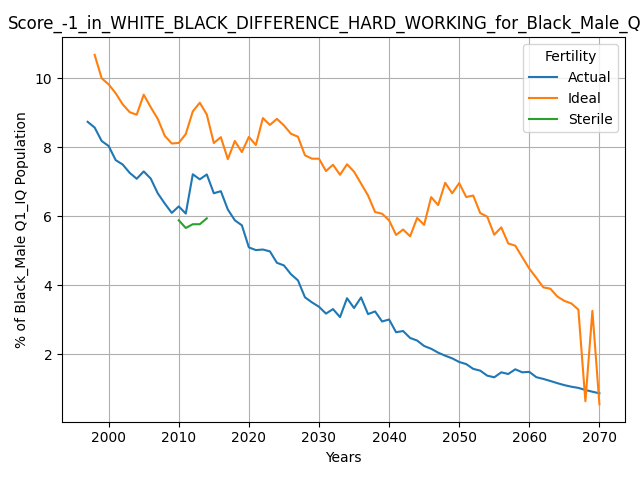 Score_-1_in_WHITE_BLACK_DIFFERENCE_HARD_WORKING_for_Black_Male_Q
Fertility
Actual
Ideal
Sterile
% of Black_Male Q1_IQ Population
10
8
6
4
2
2000 2010 2020 2030 2040 2050 2060 2070
Years